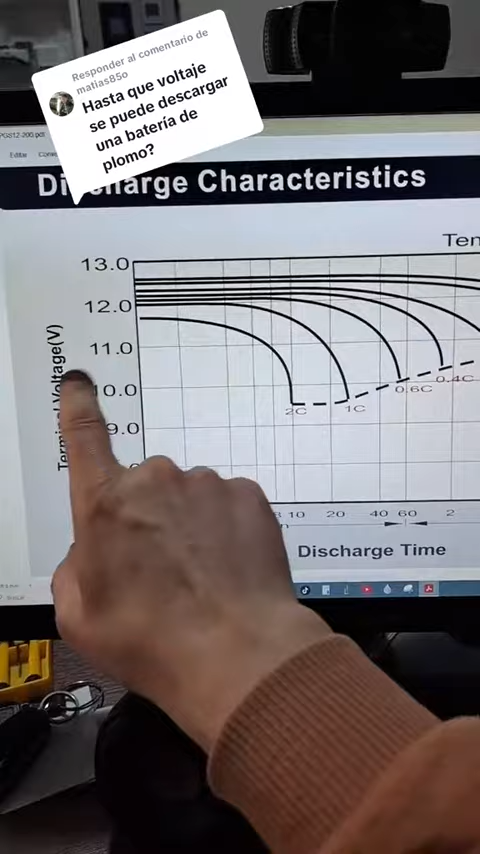 Responder al comentario de
matias85o
Hasta que voltaje
se puede descargar
una batería de
plomo?
Discharge Characteristics
13.0
12.0
11.0
10.0
9.0
Terminal Voltage(V)
2C
1C
0.6C
0.4C
10 20 40 60 2
Discharge Time